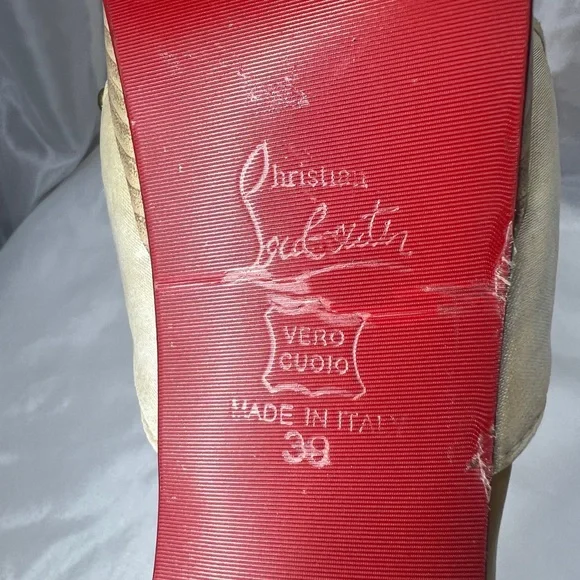 Christian
Louboutin
VERO
CUOIO
MADE IN ITALY
39